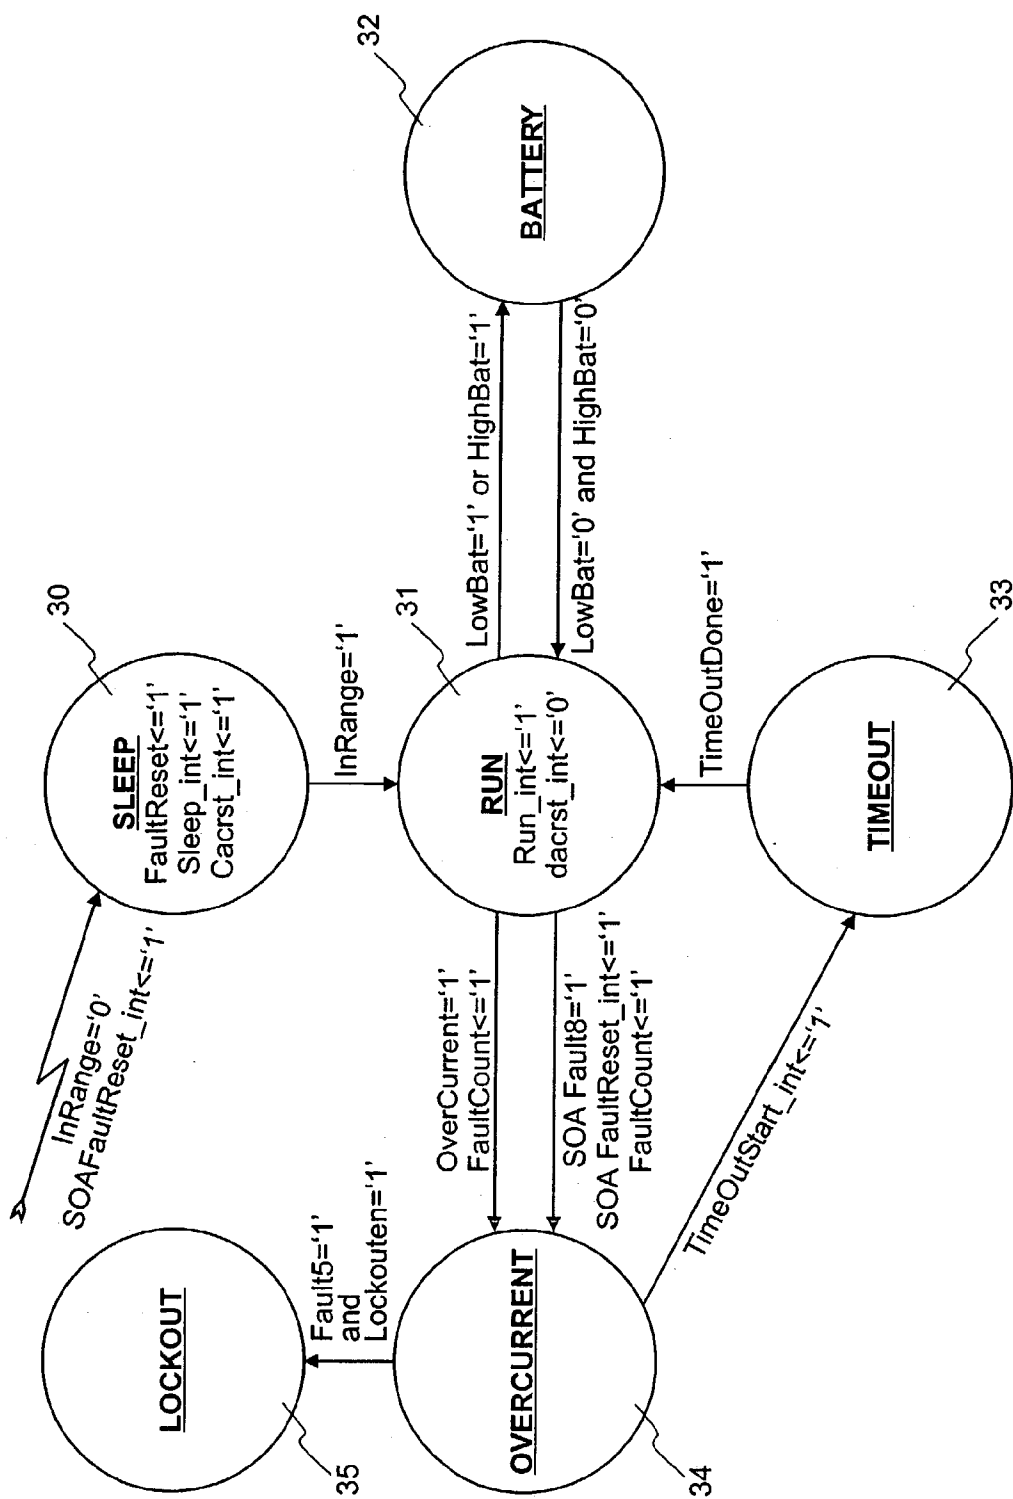 35
LOCKOUT
InRange='0'
SOAFaultReset_int<='1'
30
SLEEP
FaultReset<='1'
Sleep_int<='1'
Cacrst_int<='1'
Fault5='1'
and
Lockouten='1'
InRange='1'
32
34
OVERCURRENT
OverCurrent='1'
FaultCount<='1'
SOA Fault8='1'
SOA FaultReset_int<='1'
FaultCount<='1'
31
RUN
Run_int<='1'
dacrst_int<='0'
LowBat='1' or HighBat='1'
LowBat='0' and HighBat='0'
BATTERY
TimeOutStart_int<='1'
TimeOutDone='1'
TIMEOUT
33